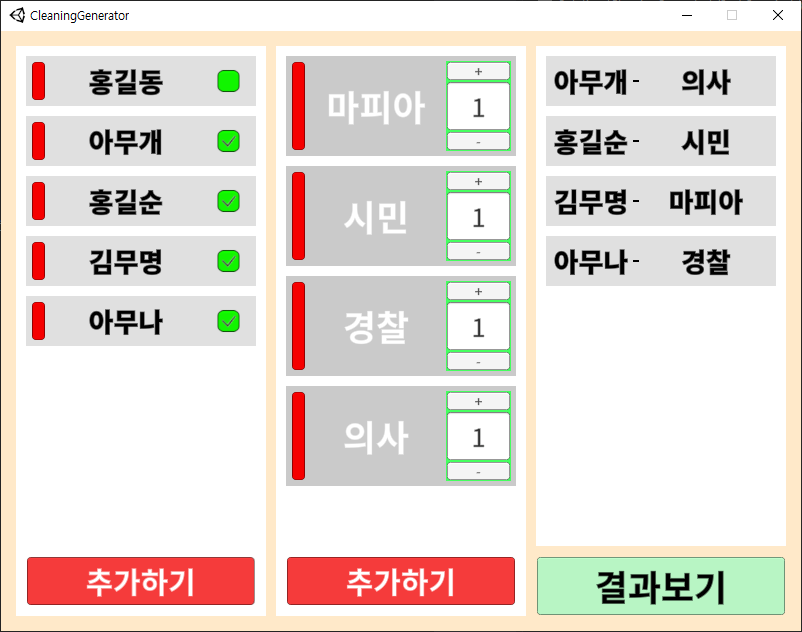 CleaningGenerator
홍길동
아무개
홍길순
김무명
아무나
추가하기
마피아
+
1
-
시민
+
1
-
경찰
+
1
-
의사
+
1
-
추가하기
아무개 - 의사
홍길순 - 시민
김무명 - 마피아
아무나 - 경찰
결과보기